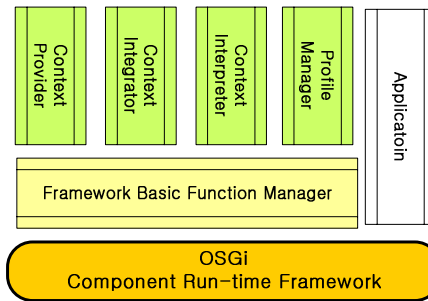 Context
Provider
Context
Integrator
Context
Interpreter
Profile
Manager
Applicatoin
Framework Basic Function Manager
OSGi
Component Run-time Framework